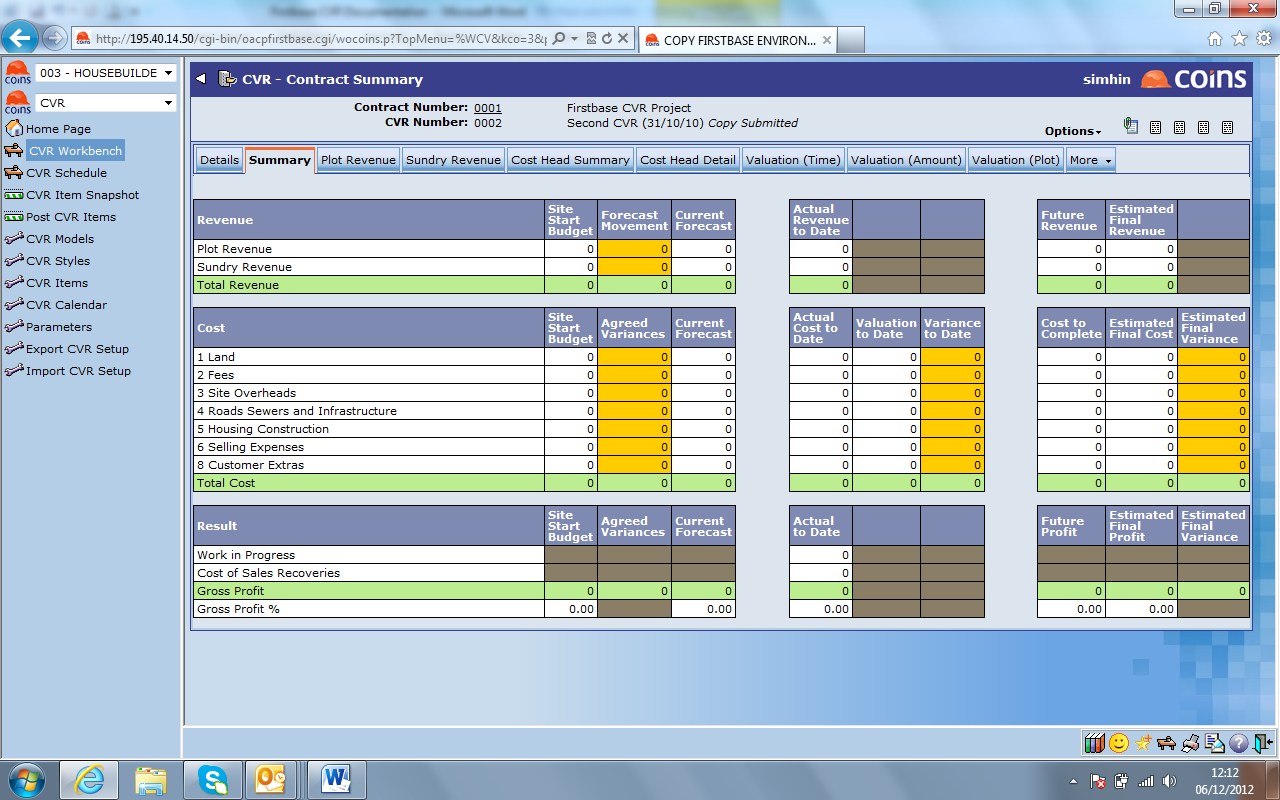 Firstbase CVR Documentation - Microsoft Word
http://195.40.14.50/cgi-bin/oacpfirstbase.cgi/wocoins.p?TopMenu=%WCV&kco=3&
COPY FIRSTBASE ENVIRON...
coins 003 - HOUSEBUILDE
coins CVR
Home Page
CVR Workbench
CVR Schedule
CVR Item Snapshot
Post CVR Items
CVR Models
CVR Styles
CVR Items
CVR Calendar
Parameters
Export CVR Setup
Import CVR Setup
CVR - Contract Summary simhin coins
Contract Number: 0001 Firstbase CVR Project
CVR Number: 0002 Second CVR (31/10/10) Copy Submitted
Options
Details Summary Plot Revenue Sundry Revenue Cost Head Summary Cost Head Detail Valuation (Time) Valuation (Amount) Valuation (Plot) More
Revenue Site Start Budget Forecast Movement Current Forecast Actual Revenue to Date Future Revenue Estimated Final Revenue
Plot Revenue 0 0 0 0 0 0
Sundry Revenue 0 0 0 0 0 0
Total Revenue 0 0 0 0 0 0
Cost Site Start Budget Agreed Variances Current Forecast Actual Cost to Date Valuation to Date Variance to Date Cost to Complete Estimated Final Cost Estimated Final Variance
1 Land 0 0 0 0 0 0 0 0 0
2 Fees 0 0 0 0 0 0 0 0 0
3 Site Overheads 0 0 0 0 0 0 0 0 0
4 Roads Sewers and Infrastructure 0 0 0 0 0 0 0 0 0
5 Housing Construction 0 0 0 0 0 0 0 0 0
6 Selling Expenses 0 0 0 0 0 0 0 0 0
8 Customer Extras 0 0 0 0 0 0 0 0 0
Total Cost 0 0 0 0 0 0 0 0 0
Result Site Start Budget Agreed Variances Current Forecast Actual to Date Future Profit Estimated Final Profit Estimated Final Variance
Work in Progress 0
Cost of Sales Recoveries 0
Gross Profit 0 0 0 0 0 0 0
Gross Profit % 0.00 0.00 0.00 0.00 0.00
12:12
06/12/2012